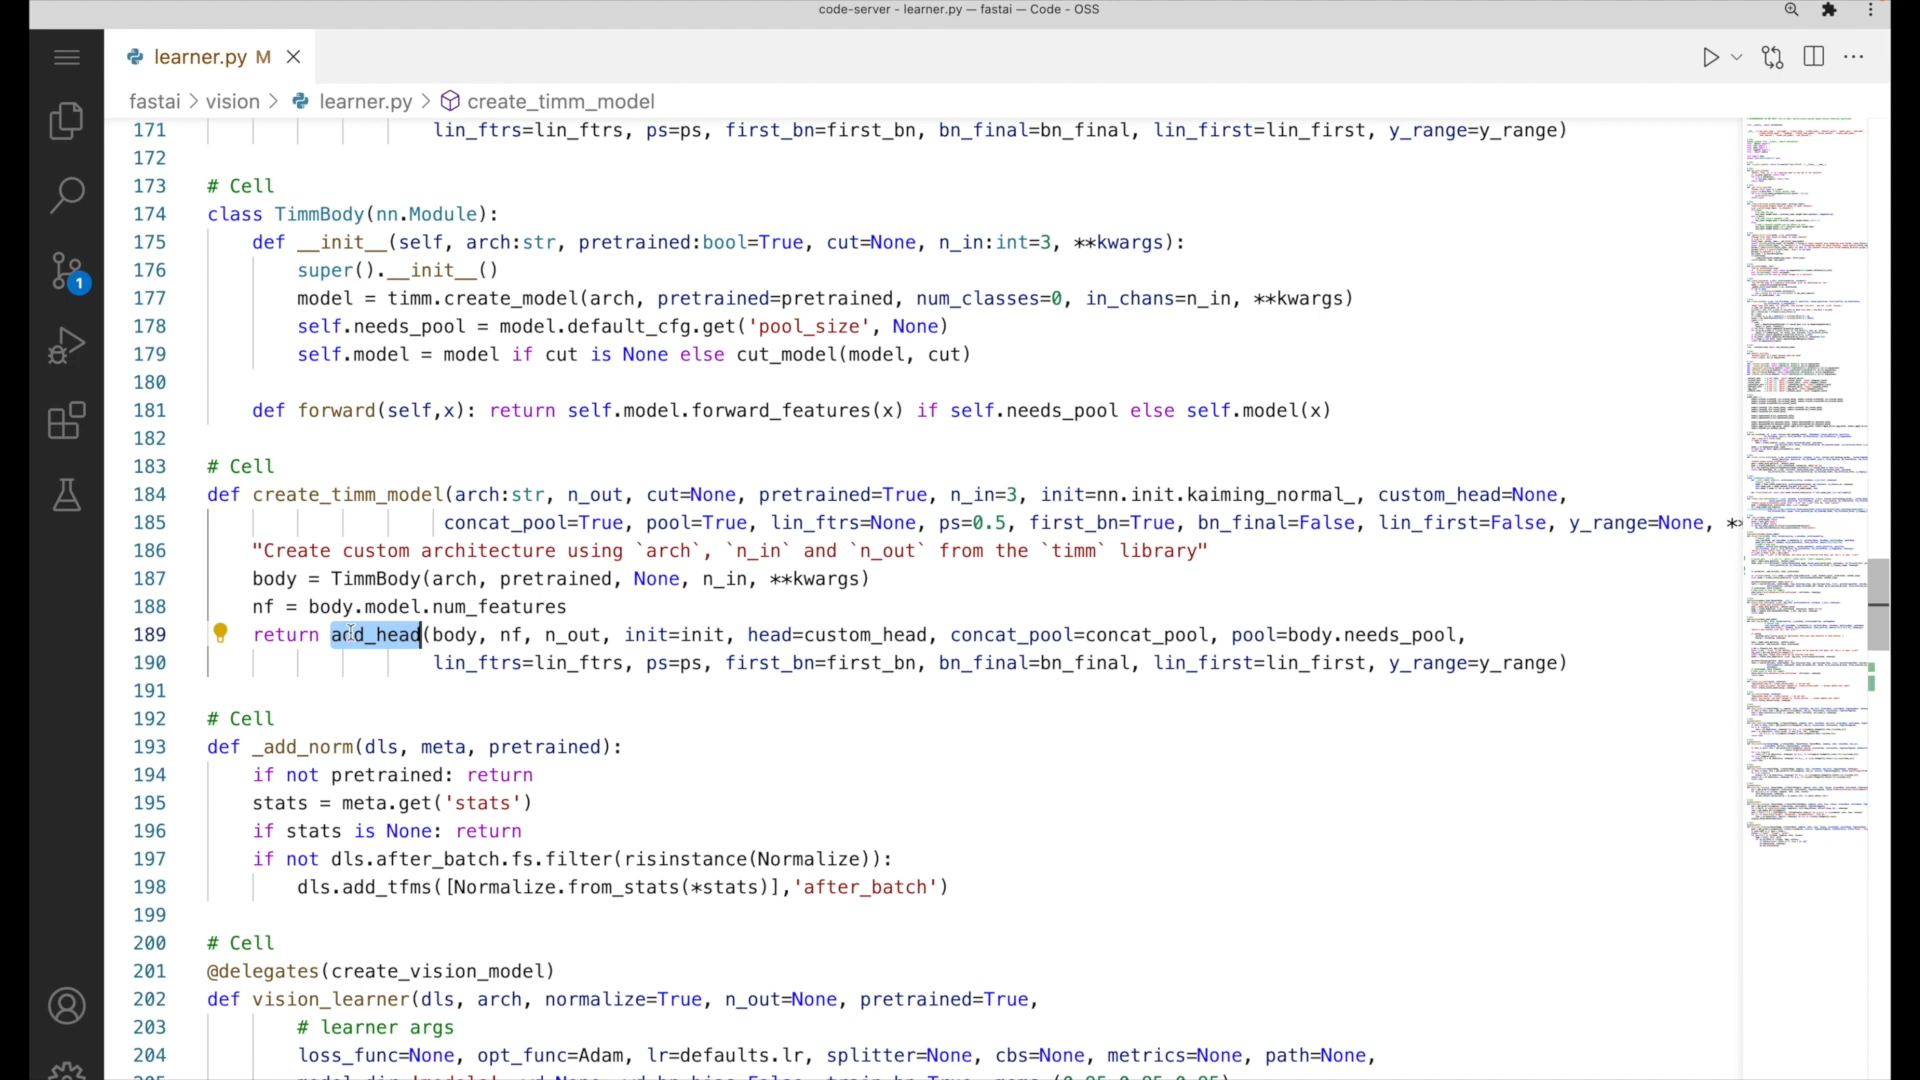 code-server - learner.py — fastai — Code - OSS
learner.py M
fastai > vision > learner.py > create_timm_model
171 lin_ftrs=lin_ftrs, ps=ps, first_bn=first_bn, bn_final=bn_final, lin_first=lin_first, y_range=y_range)
172
173 # Cell
174 class TimmBody(nn.Module):
175 def __init__(self, arch:str, pretrained:bool=True, cut=None, n_in:int=3, **kwargs):
176 super().__init__()
177 model = timm.create_model(arch, pretrained=pretrained, num_classes=0, in_chans=n_in, **kwargs)
178 self.needs_pool = model.default_cfg.get('pool_size', None)
179 self.model = model if cut is None else cut_model(model, cut)
180
181 def forward(self,x): return self.model.forward_features(x) if self.needs_pool else self.model(x)
182
183 # Cell
184 def create_timm_model(arch:str, n_out, cut=None, pretrained=True, n_in=3, init=nn.init.kaiming_normal_, custom_head=None,
185 concat_pool=True, pool=True, lin_ftrs=None, ps=0.5, first_bn=True, bn_final=False, lin_first=False, y_range=None, *
186 "Create custom architecture using `arch`, `n_in` and `n_out` from the `timm` library"
187 body = TimmBody(arch, pretrained, None, n_in, **kwargs)
188 nf = body.model.num_features
189 return add_head(body, nf, n_out, init=init, head=custom_head, concat_pool=concat_pool, pool=body.needs_pool,
190 lin_ftrs=lin_ftrs, ps=ps, first_bn=first_bn, bn_final=bn_final, lin_first=lin_first, y_range=y_range)
191
192 # Cell
193 def _add_norm(dls, meta, pretrained):
194 if not pretrained: return
195 stats = meta.get('stats')
196 if stats is None: return
197 if not dls.after_batch.fs.filter(risinstance(Normalize)):
198 dls.add_tfms([Normalize.from_stats(*stats)],'after_batch')
199
200 # Cell
201 @delegates(create_vision_model)
202 def vision_learner(dls, arch, normalize=True, n_out=None, pretrained=True,
203 # learner args
204 loss_func=None, opt_func=Adam, lr=defaults.lr, splitter=None, cbs=None, metrics=None, path=None,
1